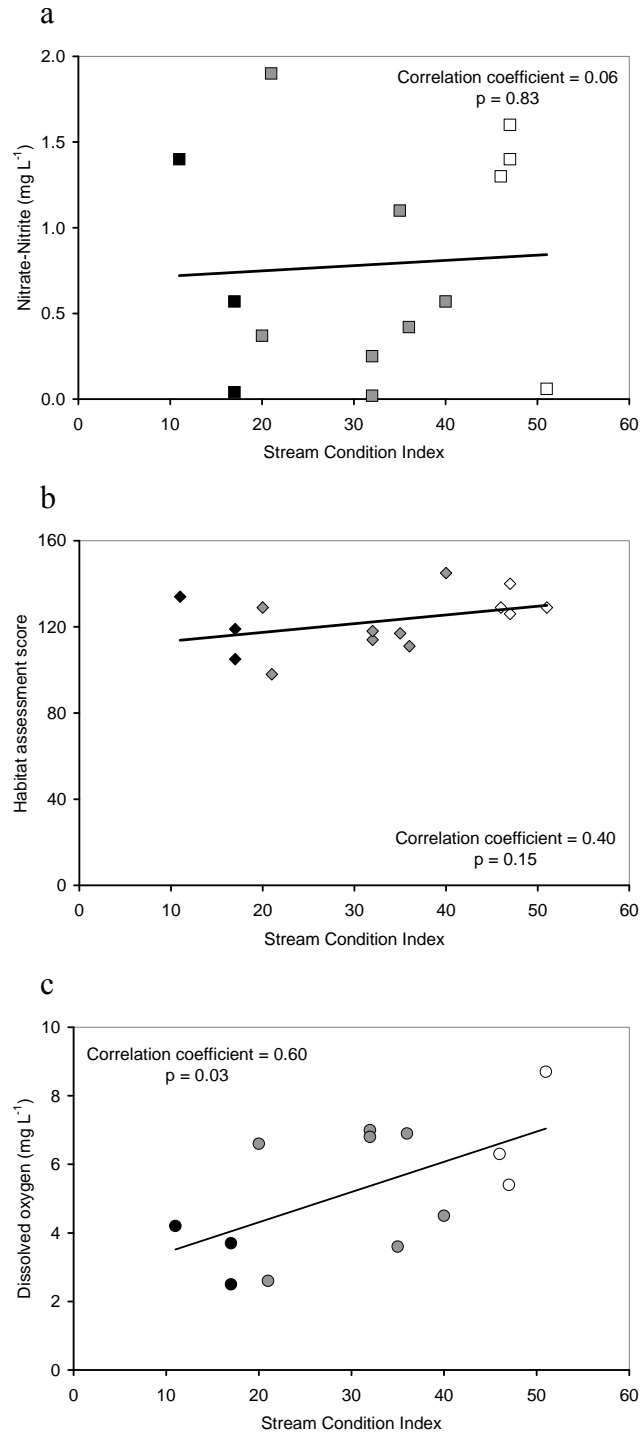 a
2.0
1.5
1.0
0.5
0.0
Nitrate-Nitrite (mg L⁻¹)
Correlation coefficient = 0.06
p = 0.83
0 10 20 30 40 50 60
Stream Condition Index
b
160
120
80
40
0
Habitat assessment score
Correlation coefficient = 0.40
p = 0.15
0 10 20 30 40 50 60
Stream Condition Index
c
10
8
6
4
2
0
Dissolved oxygen (mg L⁻¹)
Correlation coefficient = 0.60
p = 0.03
0 10 20 30 40 50 60
Stream Condition Index